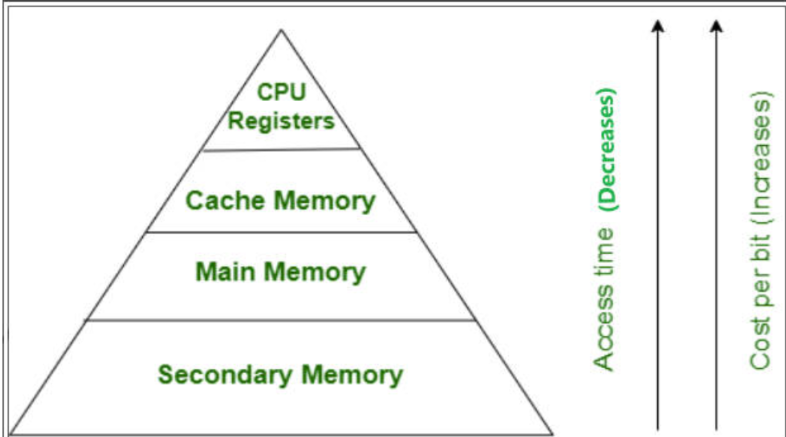 CPU
Registers
Cache Memory
Main Memory
Secondary Memory
Access time (Decreases)
Cost per bit (Increases)